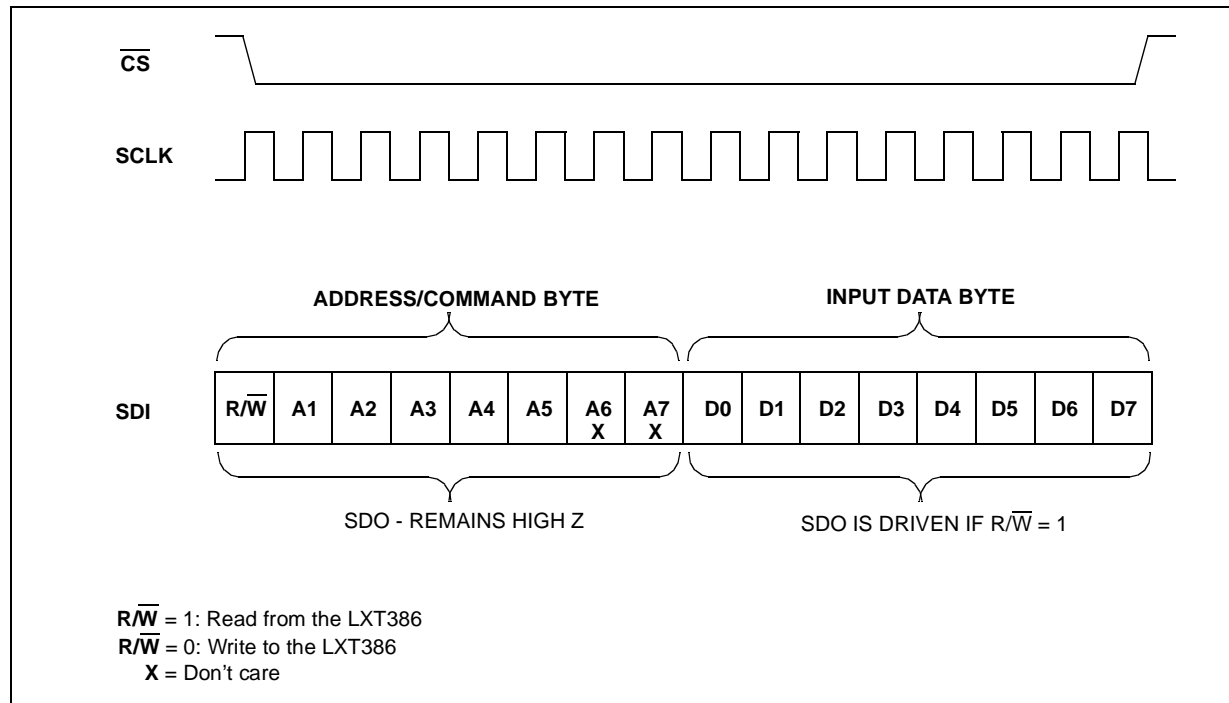 CS
SCLK
ADDRESS/COMMAND BYTE
INPUT DATA BYTE
SDI
R/W A1 A2 A3 A4 A5 A6 A7 D0 D1 D2 D3 D4 D5 D6 D7
X X
SDO - REMAINS HIGH Z
SDO IS DRIVEN IF R/W = 1
R/W = 1: Read from the LXT386
R/W = 0: Write to the LXT386
X = Don't care